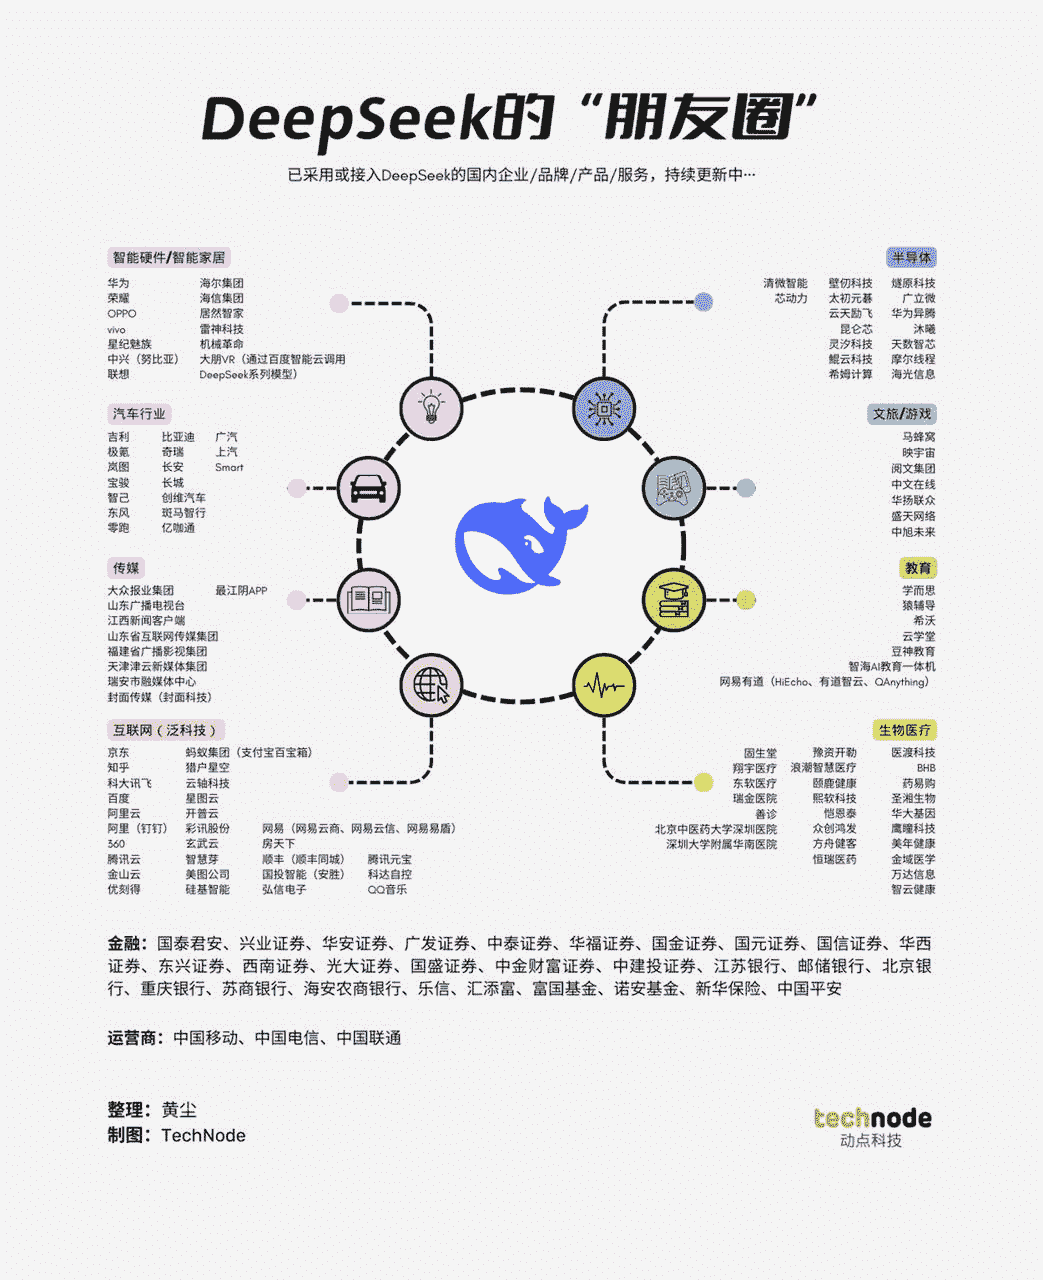 DeepSeek的“朋友圈”
已采用或接入DeepSeek的国内企业/品牌/产品/服务，持续更新中…
智能硬件/智能家居
华为 海尔集团
荣耀 海信集团
OPPO 居然智家
vivo 雷神科技
星纪魅族 机械革命
中兴（努比亚） 大朋VR（通过百度智能云调用
联想 DeepSeek系列模型）
汽车行业
吉利 比亚迪 广汽
极氪 奇瑞 上汽
岚图 长安 Smart
宝骏 长城
智己 创维汽车
东风 斑马智行
零跑 亿咖通
传媒
大众报业集团 最江阴APP
山东广播电视台
江西新闻客户端
山东省互联网传媒集团
福建省广播影视集团
天津津云新媒体集团
瑞安市融媒体中心
封面传媒（封面科技）
互联网（泛科技）
京东 蚂蚁集团（支付宝百宝箱）
知乎 猎户星空
科大讯飞 云轴科技
百度 星图云
阿里云 开普云
阿里（钉钉） 彩讯股份 网易（网易云商、网易云信、网易易盾）
360 玄武云 房天下
腾讯云 智慧芽 顺丰（顺丰同城） 腾讯元宝
金山云 美图公司 国投智能（安胜） 科达自控
优刻得 硅基智能 弘信电子 QQ音乐
半导体
清微智能 壁仞科技 燧原科技
芯动力 太初元碁 广立微
云天励飞 华为昇腾
昆仑芯 沐曦
灵汐科技 天数智芯
鲲云科技 摩尔线程
希姆计算 海光信息
文旅/游戏
马蜂窝
映宇宙
阅文集团
中文在线
华扬联众
盛天网络
中旭未来
教育
学而思
猿辅导
希沃
云学堂
豆神教育
智海AI教育一体机
网易有道（HiEcho、有道智云、QAnything）
生物医疗
固生堂 豫资开勒 医渡科技
翔宇医疗 浪潮智慧医疗 BHB
东软医疗 颐鹿健康 药易购
瑞金医院 熙软科技 圣湘生物
善诊 恺恩泰 华大基因
北京中医药大学深圳医院 众创鸿发 鹰瞳科技
深圳大学附属华南医院 方舟健客 美年健康
恒瑞医药 金域医学
万达信息
智云健康
金融：国泰君安、兴业证券、华安证券、广发证券、中泰证券、华福证券、国金证券、国元证券、国信证券、华西
证券、东兴证券、西南证券、光大证券、国盛证券、中金财富证券、中建投证券、江苏银行、邮储银行、北京银
行、重庆银行、苏商银行、海安农商银行、乐信、汇添富、富国基金、诺安基金、新华保险、中国平安
运营商：中国移动、中国电信、中国联通
整理：黄尘
制图：TechNode
technode
动点科技